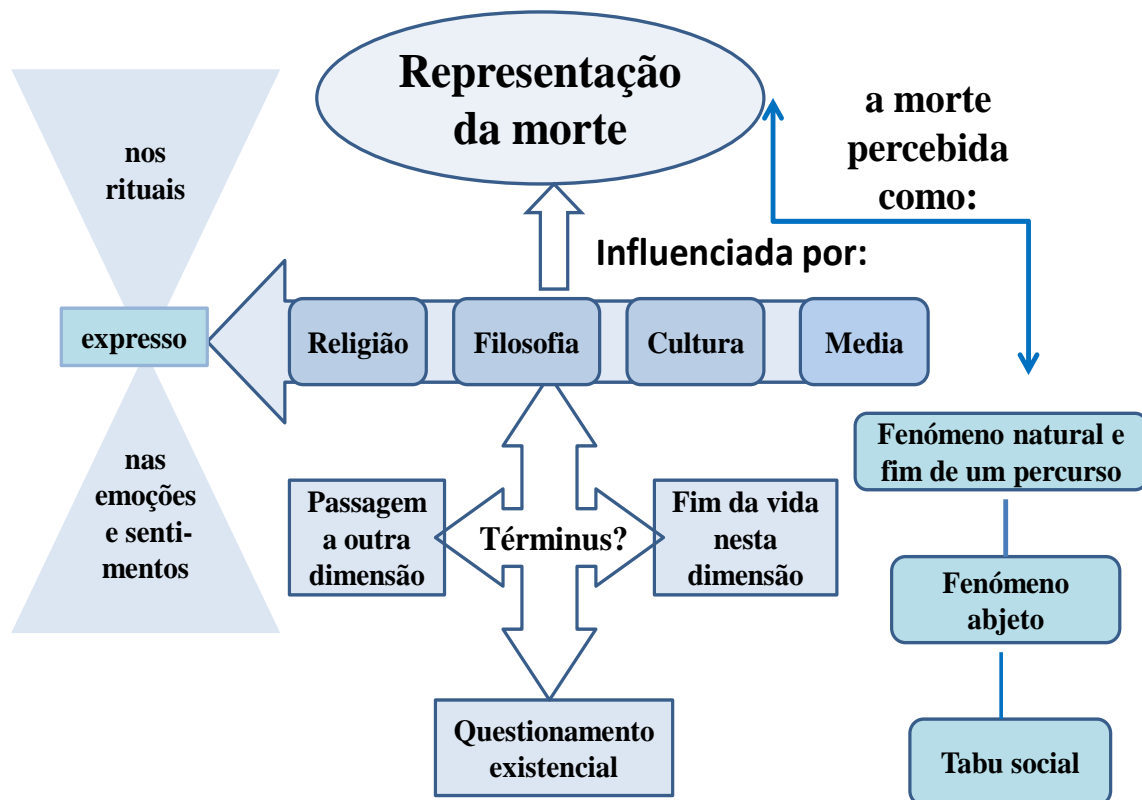 Representação
da morte
a morte
percebida
como:
nos
rituais
Influenciada por:
expresso
Religião
Filosofia
Cultura
Media
nas
emoções
e senti-
mentos
Passagem
a outra
dimensão
Términus?
Fim da vida
nesta
dimensão
Fenómeno natural e
fim de um percurso
Fenómeno
abjeto
Questionamento
existencial
Tabu social